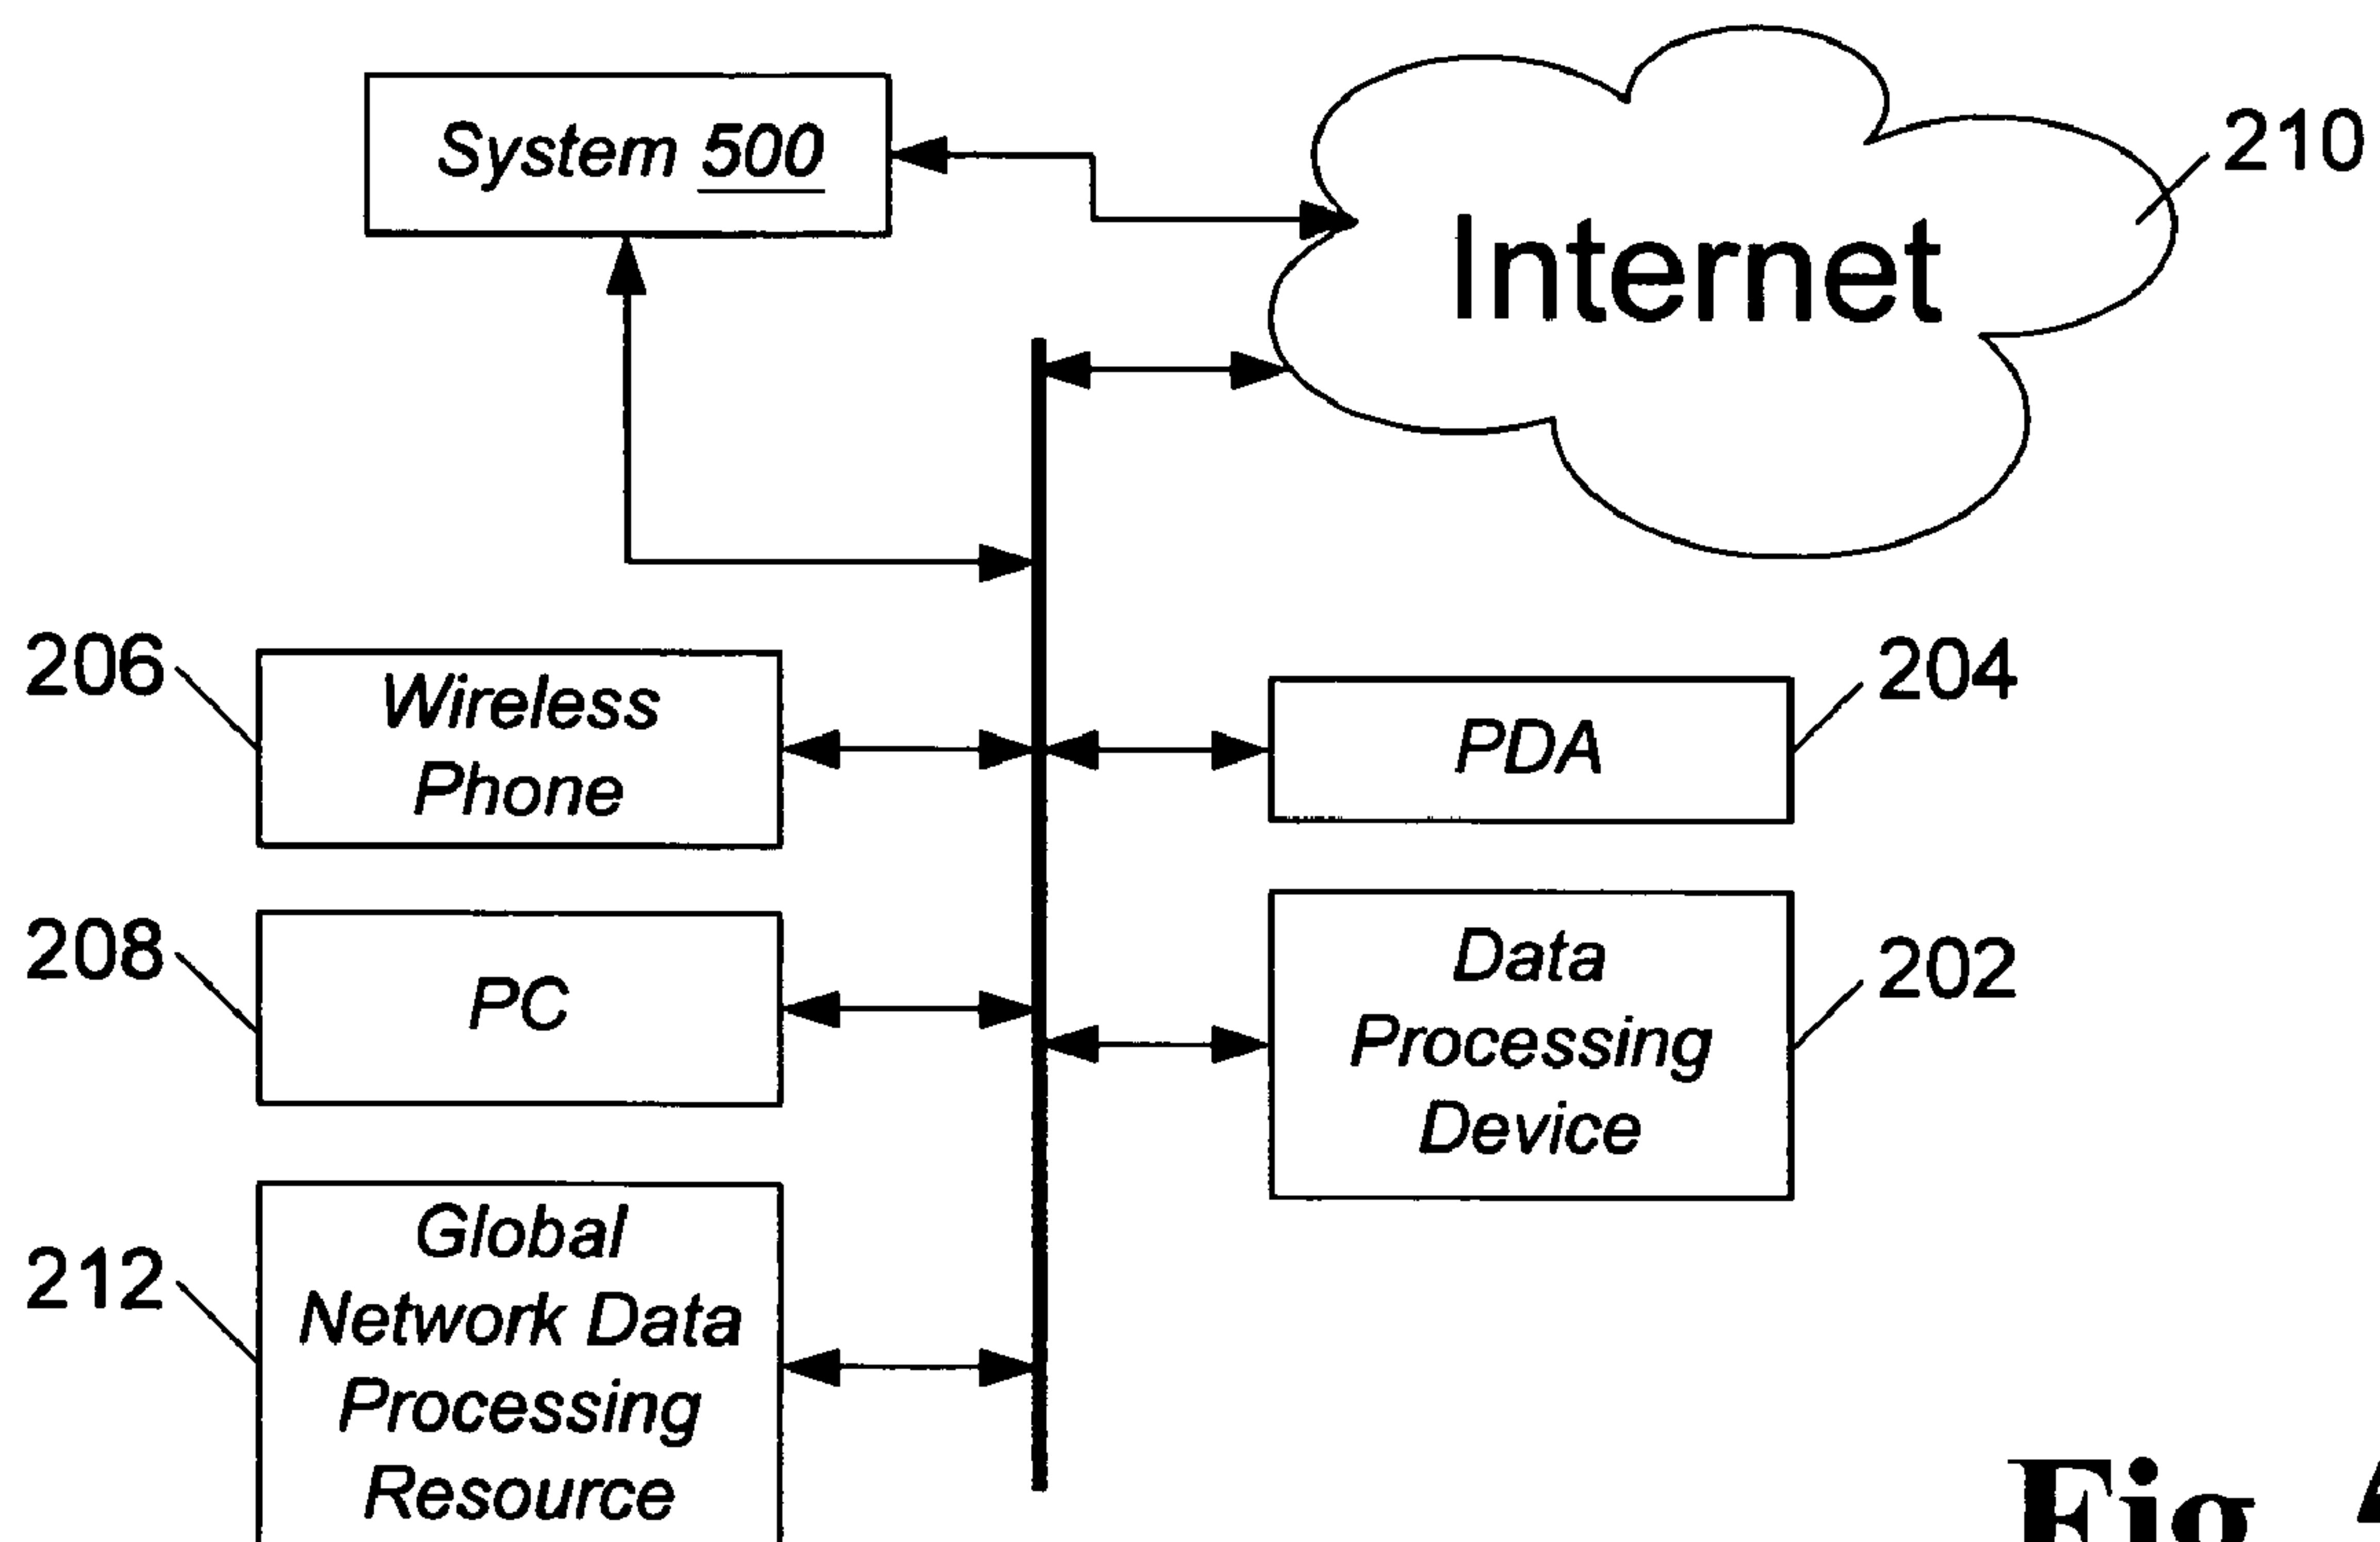 System 500
210
Internet
206
Wireless
Phone
204
PDA
208
PC
202
Data
Processing
Device
212
Global
Network Data
Processing
Resource
Fig.